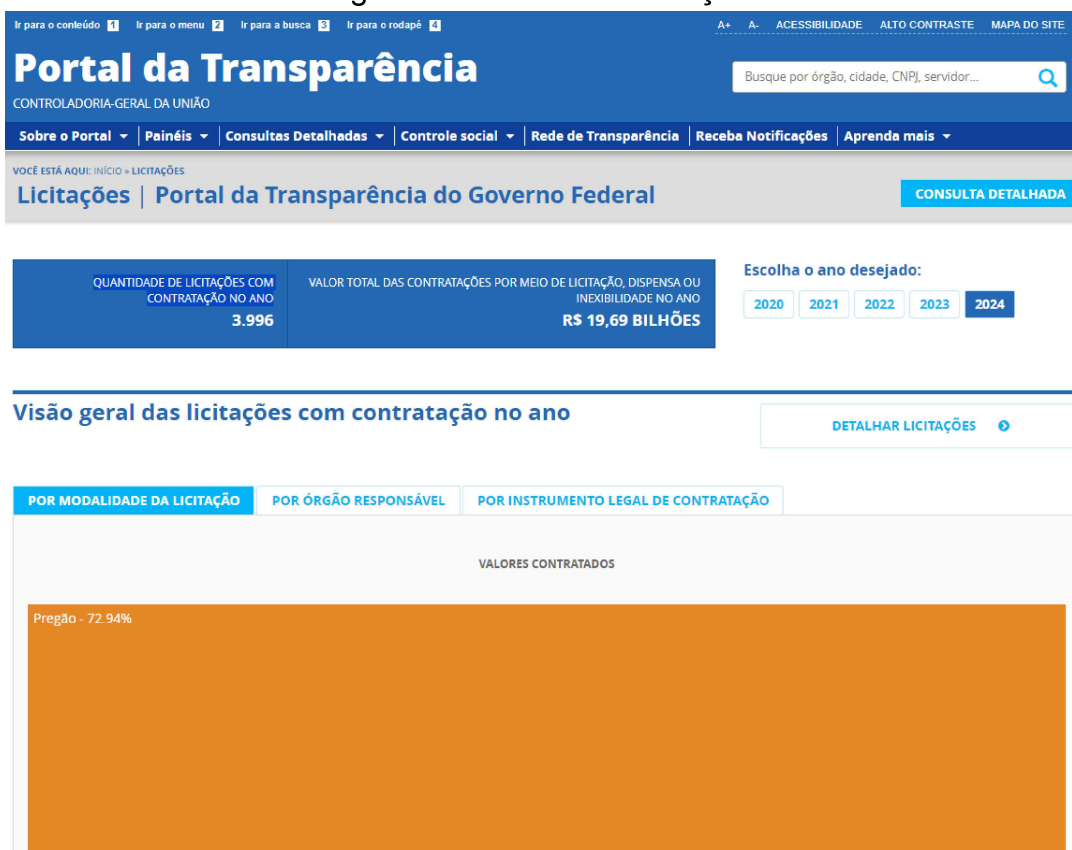 Ir para o conteúdo 1 Ir para o menu 2 Ir para a busca 3 Ir para o rodapé 4 A+ A- ACESSIBILIDADE ALTO CONTRASTE MAPA DO SITE
Portal da Transparência
Busque por órgão, cidade, CNPJ, servidor...
CONTROLADORIA-GERAL DA UNIÃO
Sobre o Portal Painéis Consultas Detalhadas Controle social Rede de Transparência Receba Notificações Aprenda mais
VOCÊ ESTÁ AQUI: INÍCIO » LICITAÇÕES
Licitações | Portal da Transparência do Governo Federal
CONSULTA DETALHADA
QUANTIDADE DE LICITAÇÕES COM
CONTRATAÇÃO NO ANO
3.996
VALOR TOTAL DAS CONTRATAÇÕES POR MEIO DE LICITAÇÃO, DISPENSA OU
INEXIBILIDADE NO ANO
R$ 19,69 BILHÕES
Escolha o ano desejado:
2020 2021 2022 2023 2024
Visão geral das licitações com contratação no ano
DETALHAR LICITAÇÕES
POR MODALIDADE DA LICITAÇÃO POR ÓRGÃO RESPONSÁVEL POR INSTRUMENTO LEGAL DE CONTRATAÇÃO
VALORES CONTRATADOS
Pregão - 72.94%